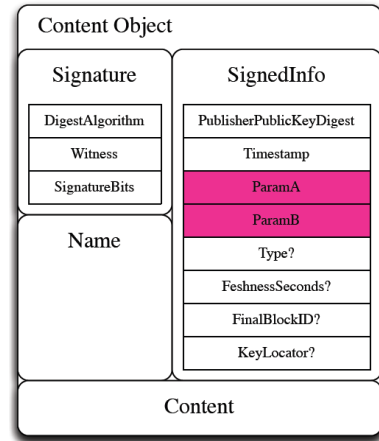 Content Object
Signature
DigestAlgorithm
Witness
SignatureBits
Name
SignedInfo
PublisherPublicKeyDigest
Timestamp
ParamA
ParamB
Type?
FeshnessSeconds?
FinalBlockID?
KeyLocator?
Content